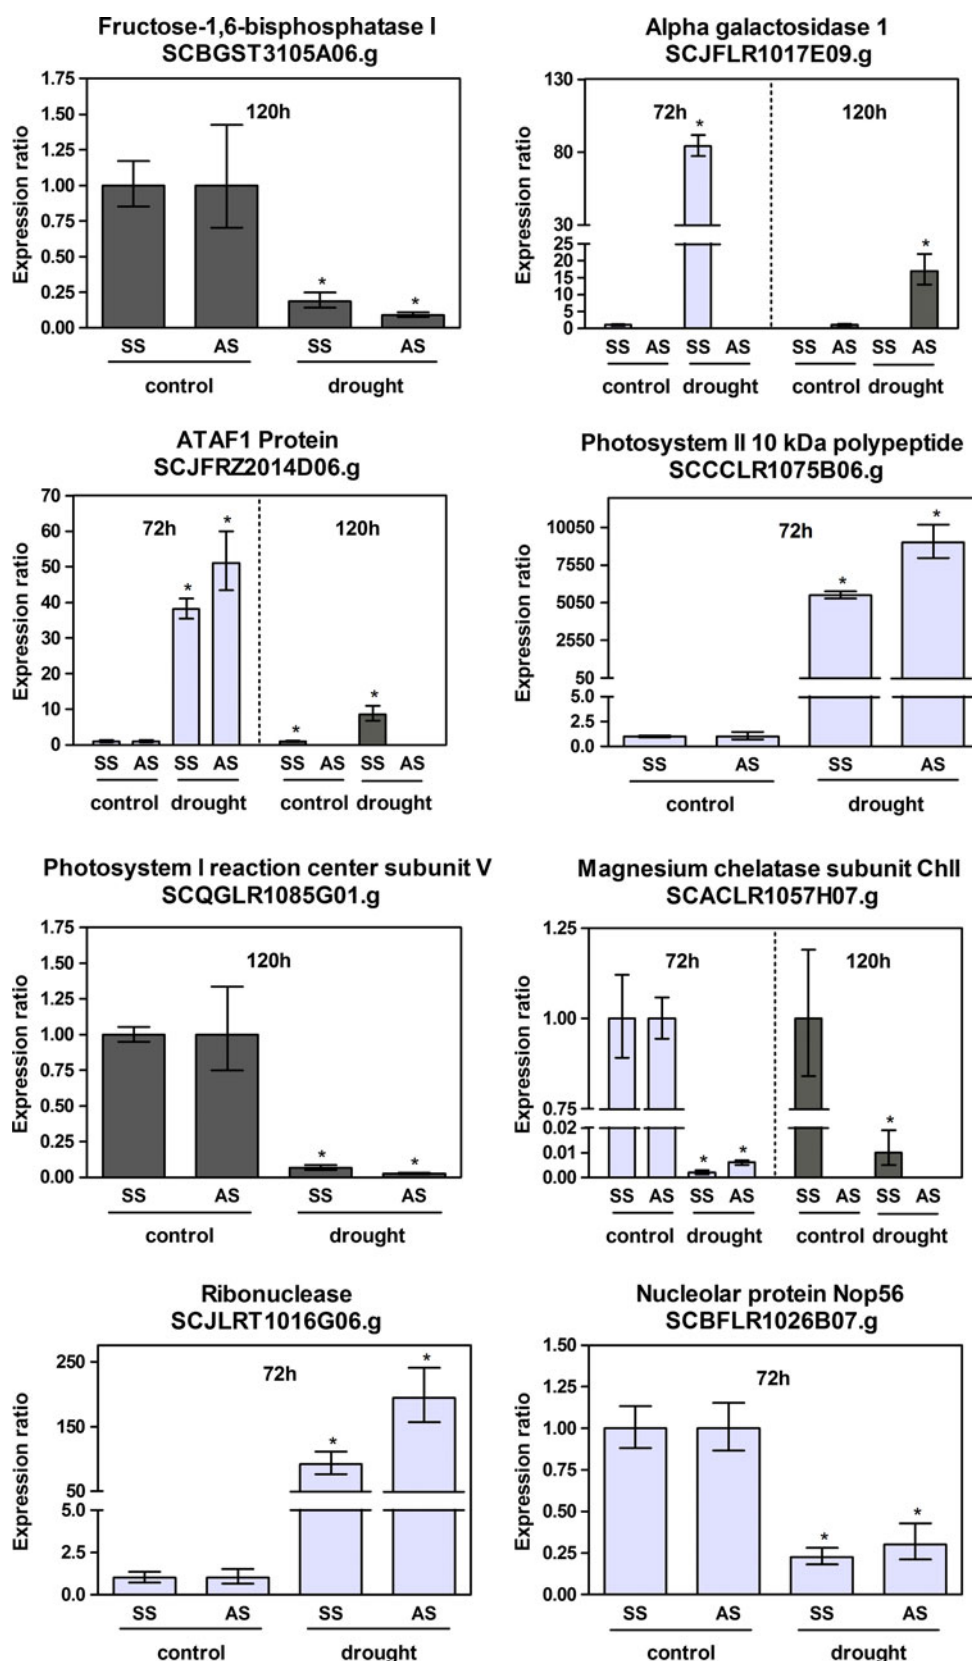 Fructose-1,6-bisphosphatase I
SCBGST3105A06.g
Expression ratio
1.75
1.50
1.25
1.00
0.75
0.50
0.25
0.00
120h
* *
SS AS SS AS
control drought
Alpha galactosidase 1
SCJFLR1017E09.g
Expression ratio
130
80
30
25
20
15
10
5
0
72h 120h
* *
SS AS SS AS SS AS SS AS
control drought control drought
ATAF1 Protein
SCJFRZ2014D06.g
Expression ratio
70
60
50
40
30
20
10
0
72h 120h
* * * *
SS AS SS AS SS AS SS AS
control drought control drought
Photosystem II 10 kDa polypeptide
SCCCLR1075B06.g
Expression ratio
10050
7550
5050
2550
50
5.0
2.5
0.0
72h
* *
SS AS SS AS
control drought
Photosystem I reaction center subunit V
SCQGLR1085G01.g
Expression ratio
1.75
1.50
1.25
1.00
0.75
0.50
0.25
0.00
120h
* *
SS AS SS AS
control drought
Magnesium chelatase subunit ChlI
SCACLR1057H07.g
Expression ratio
1.25
1.00
0.75
0.02
0.01
0.00
72h 120h
* * *
SS AS SS AS SS AS SS AS
control drought control drought
Ribonuclease
SCJLRT1016G06.g
Expression ratio
250
150
50
5.0
2.5
0.0
72h
* *
SS AS SS AS
control drought
Nucleolar protein Nop56
SCBFLR1026B07.g
Expression ratio
1.50
1.25
1.00
0.75
0.50
0.25
0.00
72h
* *
SS AS SS AS
control drought